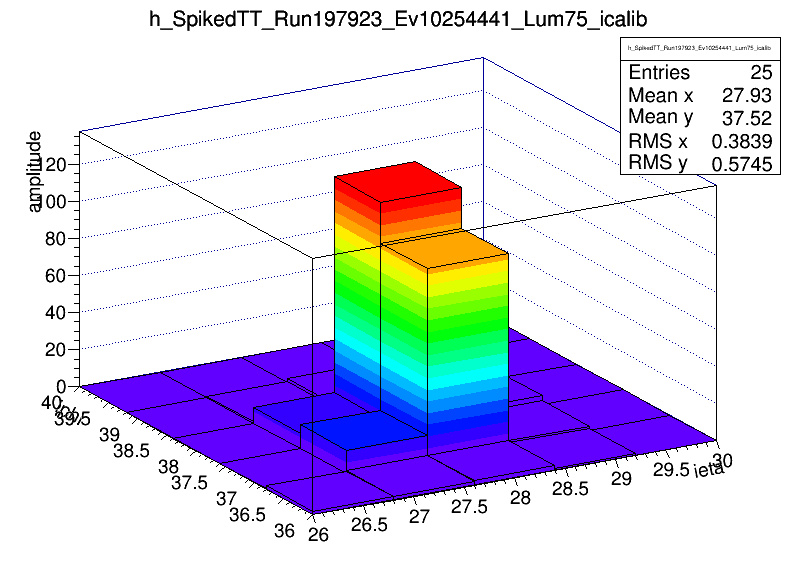 h_SpikedTT_Run197923_Ev10254441_Lum75_icalib
h_SpikedTT_Run197923_Ev10254441_Lum75_icalib
Entries 25
Mean x 27.93
Mean y 37.52
RMS x 0.3839
RMS y 0.5745
amplitude
120
100
80
60
40
20
0
40
39.5
39
38.5
38
37.5
37
36.5
36
26
26.5
27
27.5
28
28.5
29
29.5
30
ieta